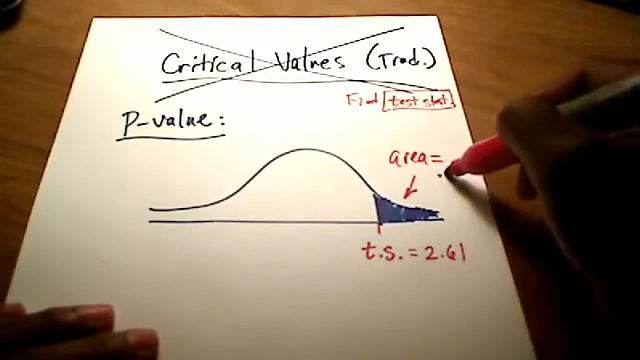 Critical Values (Trad.)
Find test stat.
P-value:
area=
t.s. = 2.61